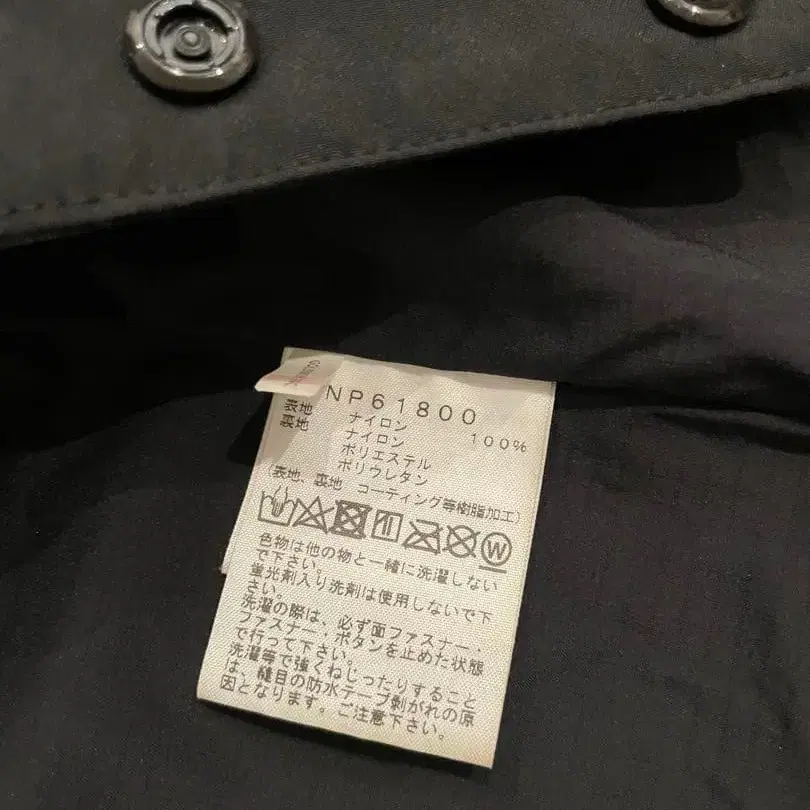 NP61800
表地 ナイロン 100%
裏地 ナイロン
ポリエステル
ポリウレタン
(表地、裏地 コーティング等樹脂加工)
W
色物は他の物と一緒に洗濯しない
で下さい。
蛍光剤入り洗剤は使用しないで下
さい。
洗濯の際は、必ず面ファスナー・
ファスナー・ボタンを止めた状態
で行って下さい。
洗濯等で強くねじったりすること
は、縫目の防水テープ剥がれの原
因となります。ご注意下さい。